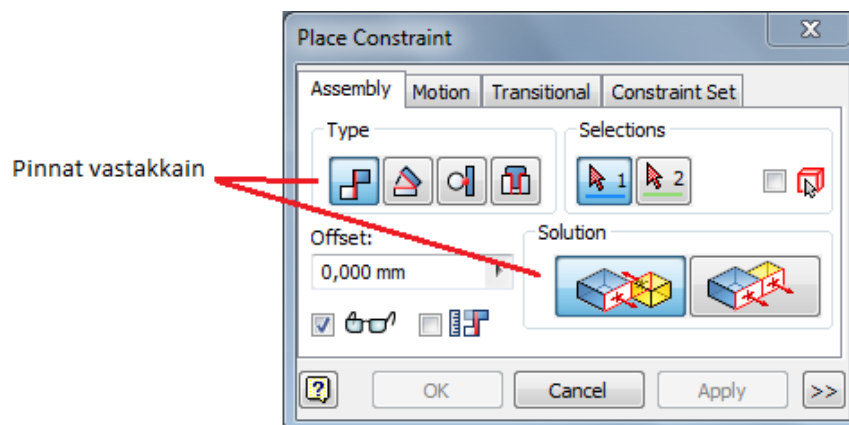 Place Constraint
Assembly Motion Transitional Constraint Set
Type Selections
Pinnat vastakkain
1 2
Offset: Solution
0,000 mm
? OK Cancel Apply >>